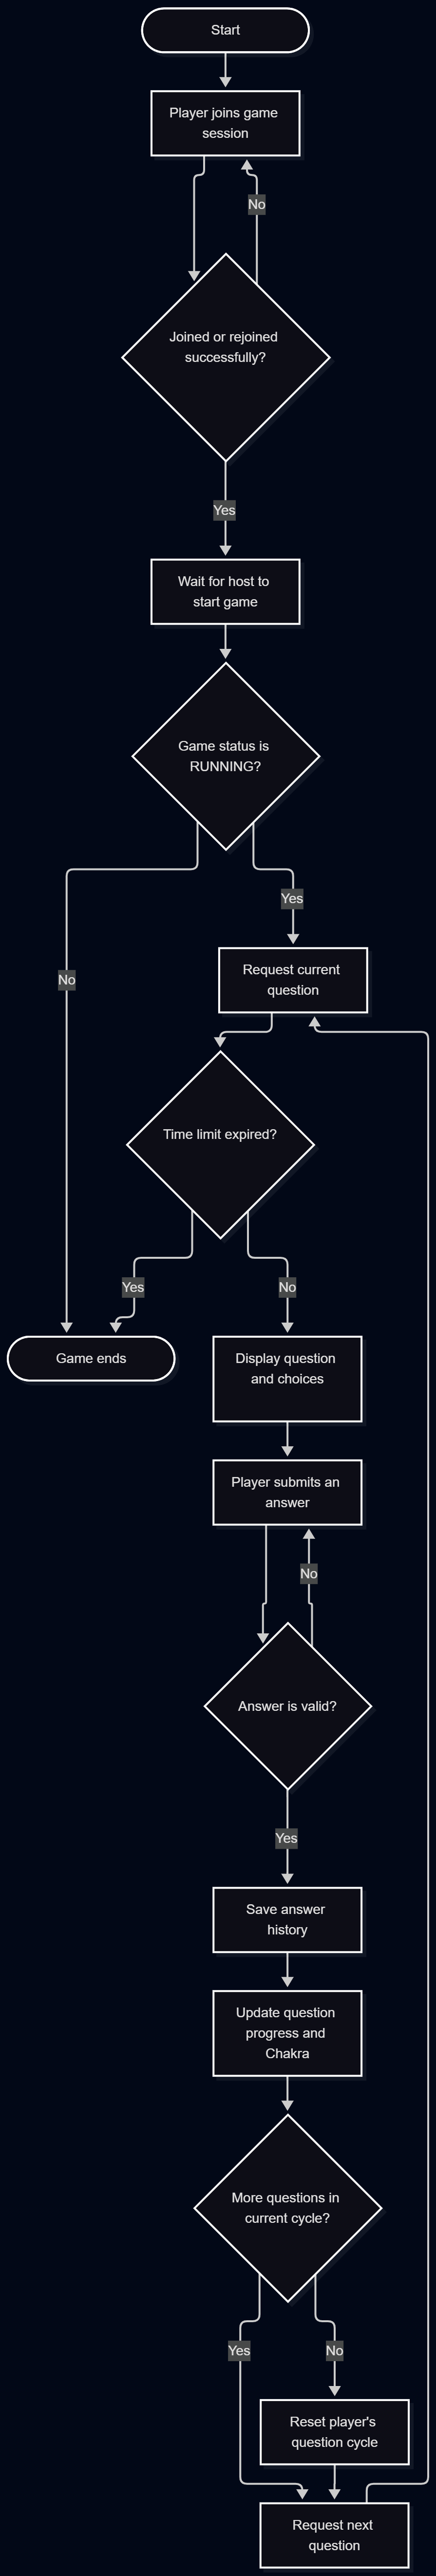 Start
Player joins game
session
No
Joined or rejoined
successfully?
Yes
Wait for host to
start game
Game status is
RUNNING?
Yes
No
Request current
question
Time limit expired?
Yes
No
Game ends
Display question
and choices
Player submits an
answer
No
Answer is valid?
Yes
Save answer
history
Update question
progress and
Chakra
More questions in
current cycle?
Yes
No
Reset player's
question cycle
Request next
question